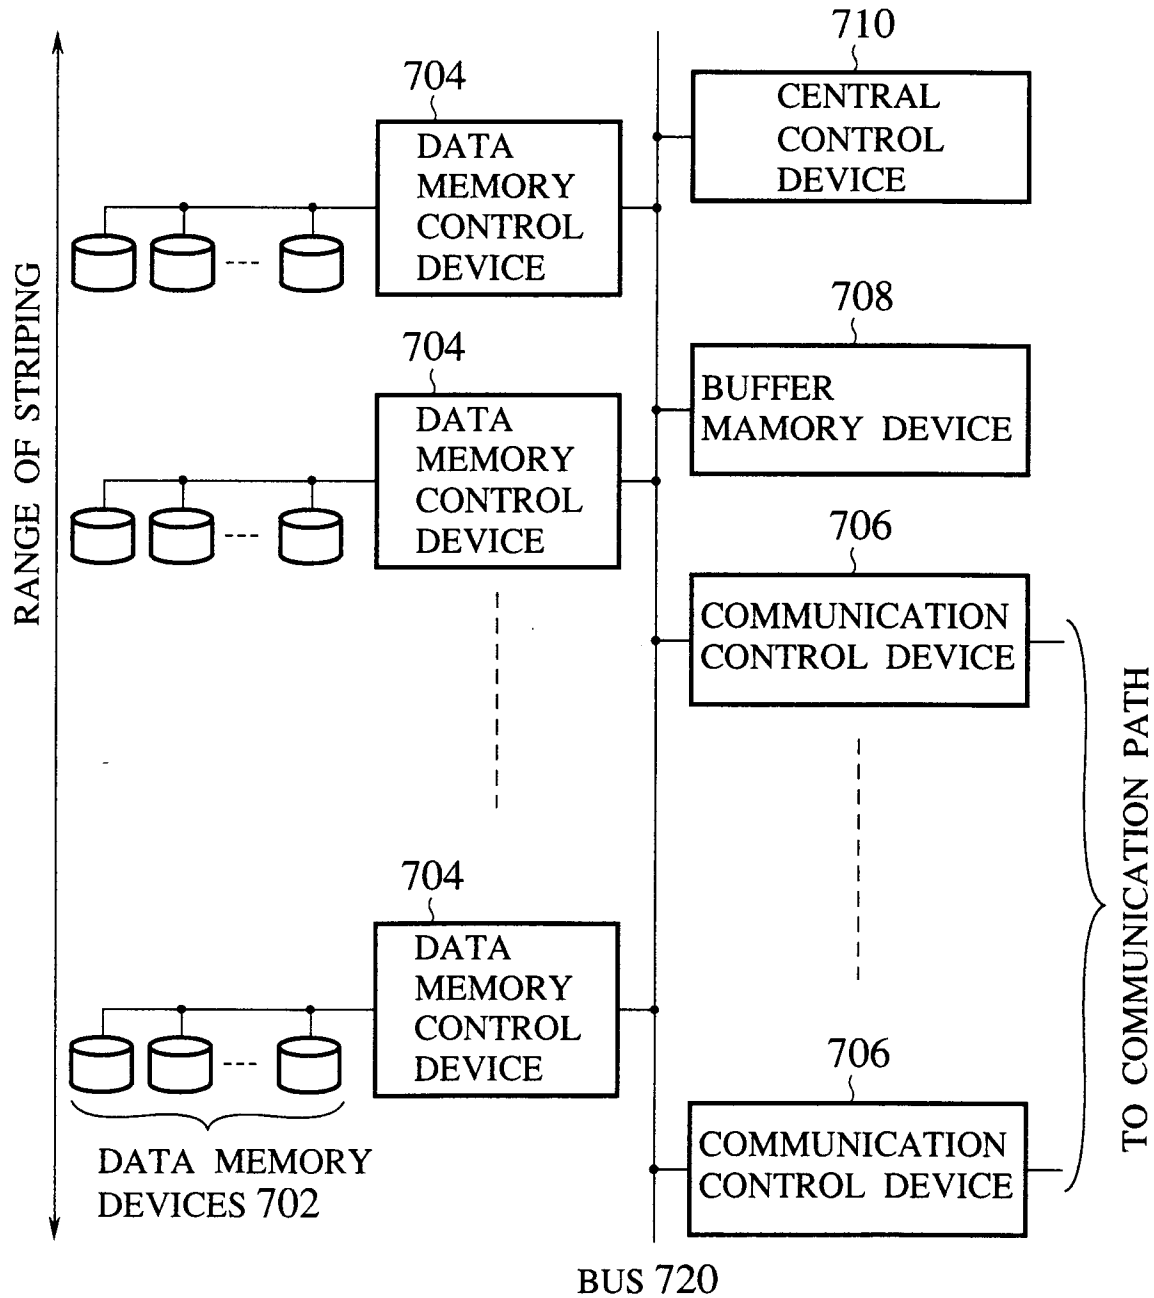 RANGE OF STRIPING
704
DATA
MEMORY
CONTROL
DEVICE
704
DATA
MEMORY
CONTROL
DEVICE
704
DATA
MEMORY
CONTROL
DEVICE
DATA MEMORY
DEVICES 702
710
CENTRAL
CONTROL
DEVICE
708
BUFFER
MAMORY DEVICE
706
COMMUNICATION
CONTROL DEVICE
706
COMMUNICATION
CONTROL DEVICE
TO COMMUNICATION PATH
BUS 720